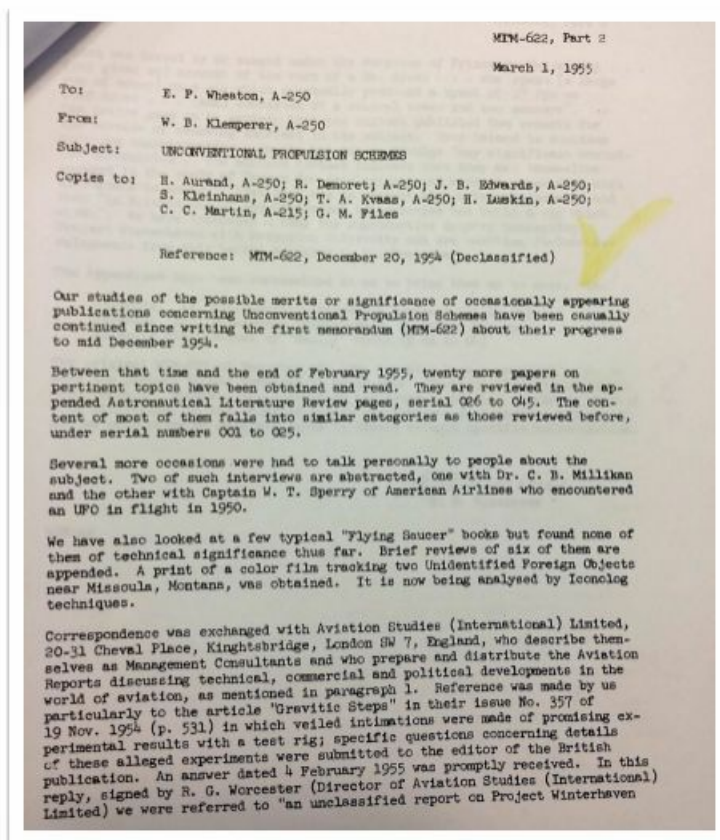 MTM-622, Part 2
March 1, 1955
To: E. P. Wheaton, A-250
From: W. B. Klemperer, A-250
Subject: UNCONVENTIONAL PROPULSION SCHEMES
Copies to: H. Aurand, A-250; R. Demoret; A-250; J. B. Edwards, A-250;
S. Kleinhans, A-250; T. A. Kvaas, A-250; H. Luskin, A-250;
C. C. Martin, A-215; G. M. Files
Reference: MTM-622, December 20, 1954 (Declassified)
Our studies of the possible merits or significance of occasionally appearing
publications concerning Unconventional Propulsion Schemes have been casually
continued since writing the first memorandum (MTM-622) about their progress
to mid December 1954.
Between that time and the end of February 1955, twenty more papers on
pertinent topics have been obtained and read. They are reviewed in the ap-
pended Astronautical Literature Review pages, serial 026 to 045. The con-
tent of most of them falls into similar categories as those reviewed before,
under serial numbers 001 to 025.
Several more occasions were had to talk personally to people about the
subject. Two of such interviews are abstracted, one with Dr. C. B. Millikan
and the other with Captain W. T. Sperry of American Airlines who encountered
an UFO in flight in 1950.
We have also looked at a few typical "Flying Saucer" books but found none of
them of technical significance thus far. Brief reviews of six of them are
appended. A print of a color film tracking two Unidentified Foreign Objects
near Missoula, Montana, was obtained. It is now being analysed by Iconolog
techniques.
Correspondence was exchanged with Aviation Studies (International) Limited,
20-31 Cheval Place, Kinghtsbridge, London SW 7, England, who describe them-
selves as Management Consultants and who prepare and distribute the Aviation
Reports discussing technical, commercial and political developments in the
world of aviation, as mentioned in paragraph 1. Reference was made by us
particularly to the article "Gravitic Steps" in their issue No. 357 of
19 Nov. 1954 (p. 531) in which veiled intimations were made of promising ex-
perimental results with a test rig; specific questions concerning details
of these alleged experiments were submitted to the editor of the British
publication. An answer dated 4 February 1955 was promptly received. In this
reply, signed by R. G. Worcester (Director of Aviation Studies (International)
Limited) we were referred to "an unclassified report on Project Winterhaven